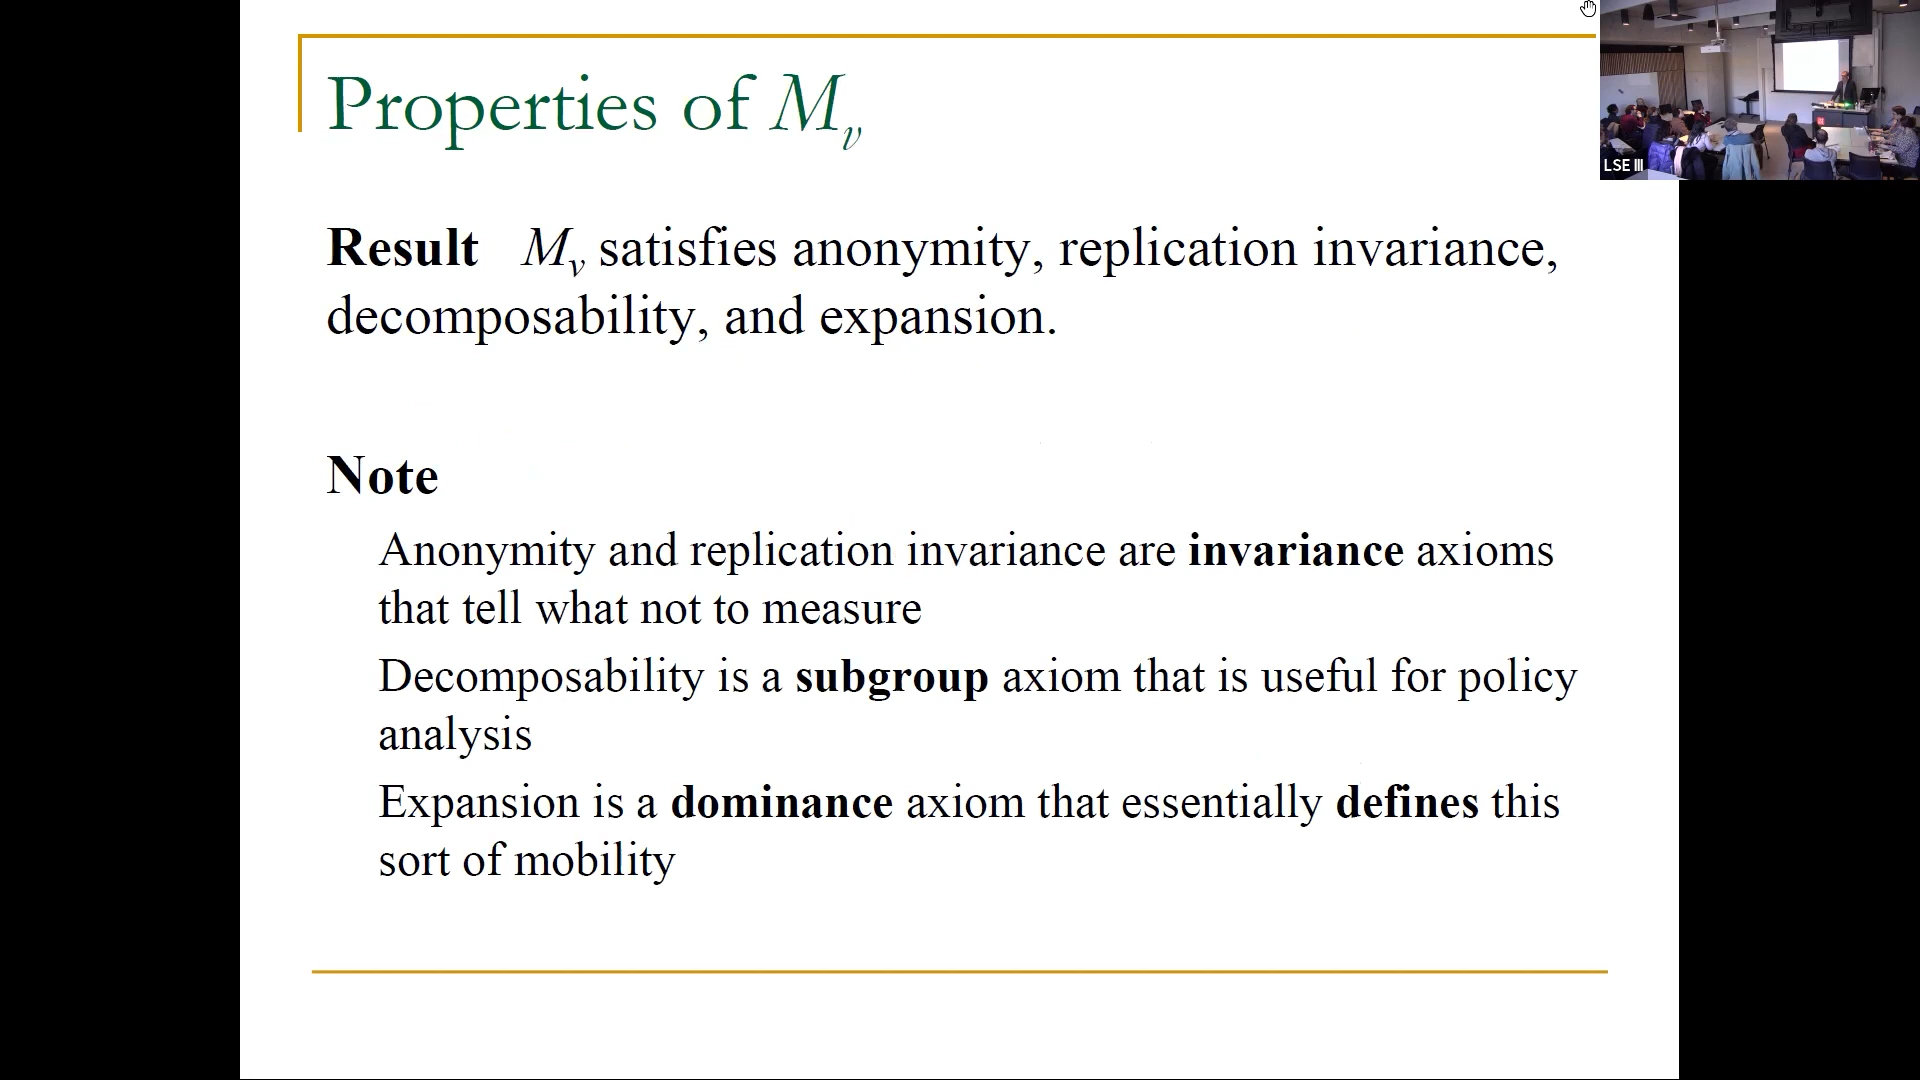 Properties of Mv
LSE III
Result Mv satisfies anonymity, replication invariance,
decomposability, and expansion.
Note
Anonymity and replication invariance are invariance axioms
that tell what not to measure
Decomposability is a subgroup axiom that is useful for policy
analysis
Expansion is a dominance axiom that essentially defines this
sort of mobility